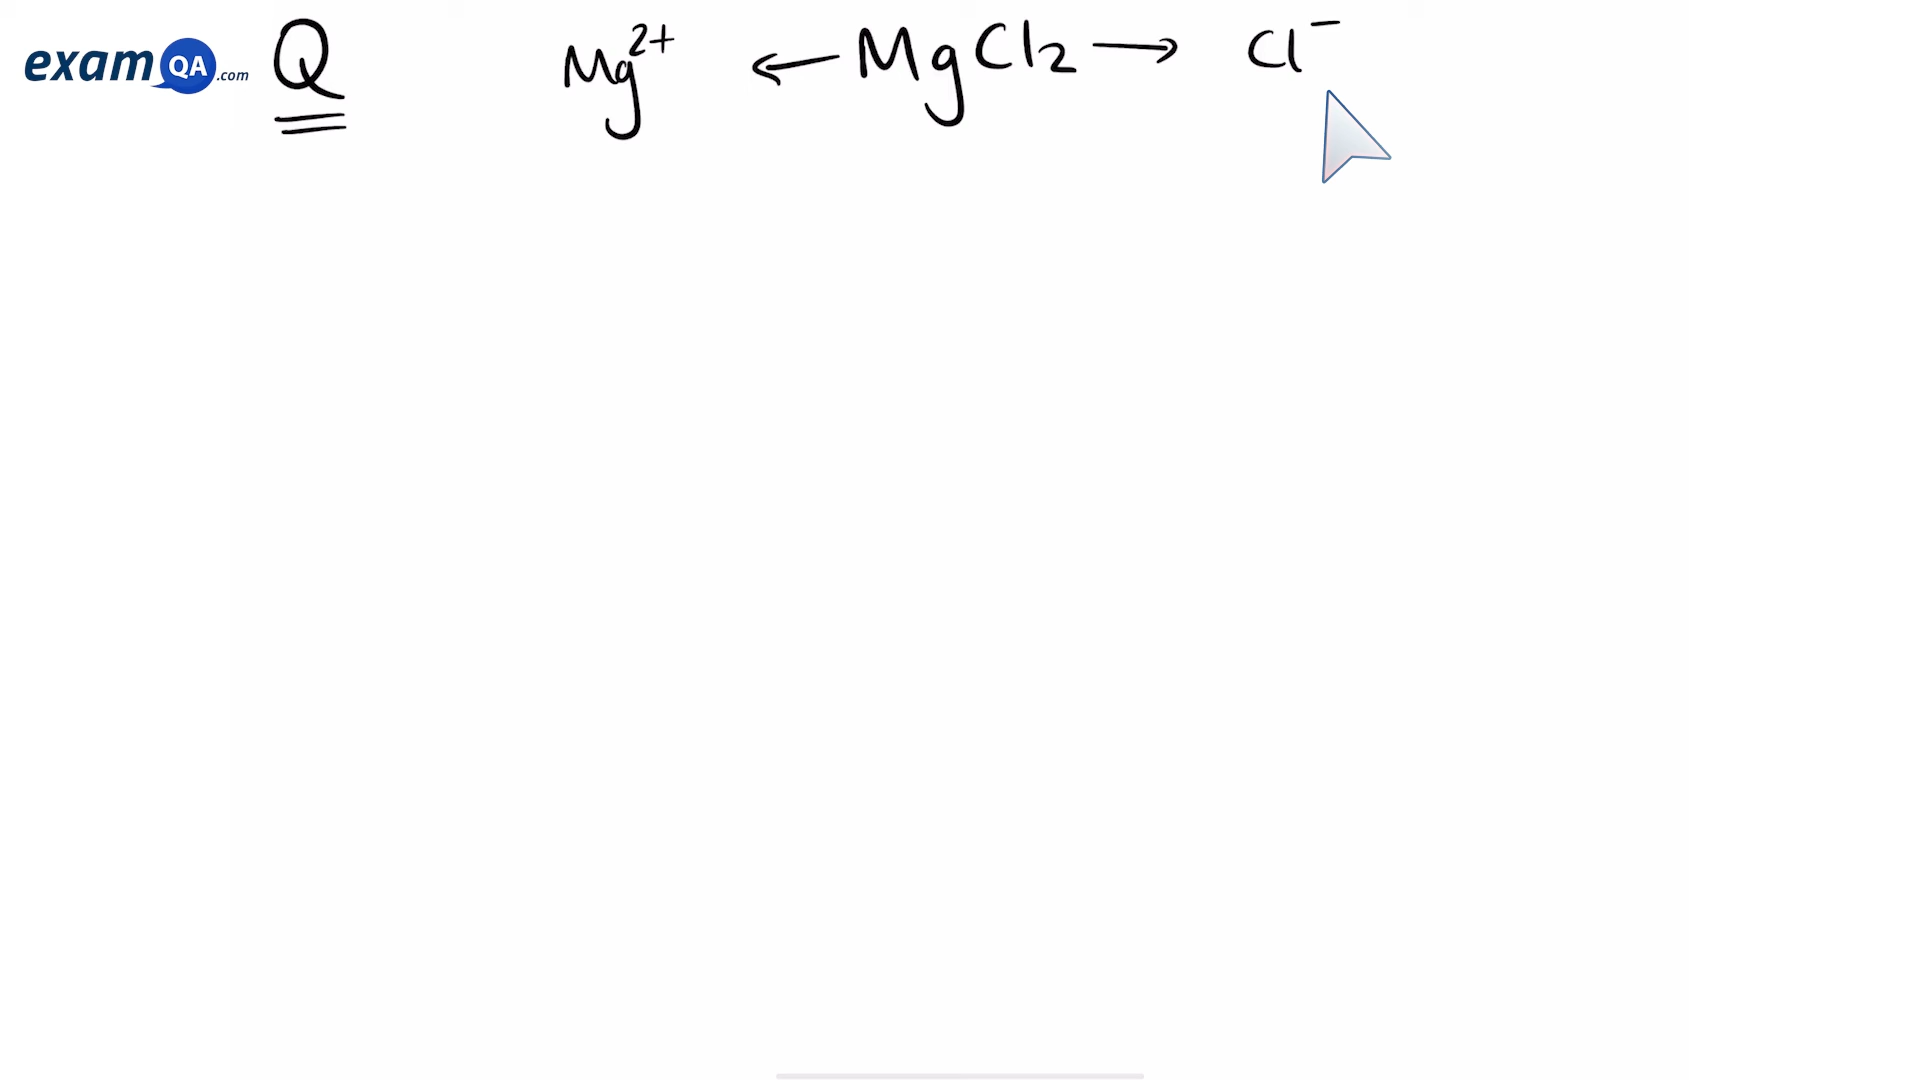 examQA.com
Q Mg²⁺ ← MgCl₂ → Cl⁻